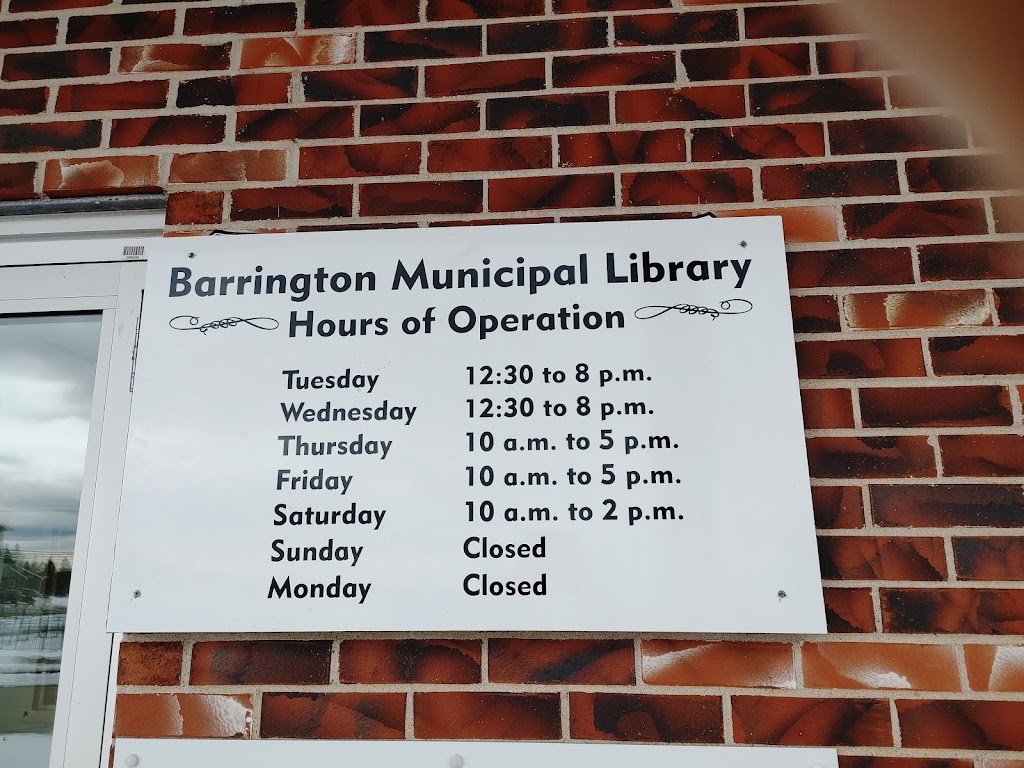 Barrington Municipal Library
Hours of Operation
Tuesday 12:30 to 8 p.m.
Wednesday 12:30 to 8 p.m.
Thursday 10 a.m. to 5 p.m.
Friday 10 a.m. to 5 p.m.
Saturday 10 a.m. to 2 p.m.
Sunday Closed
Monday Closed